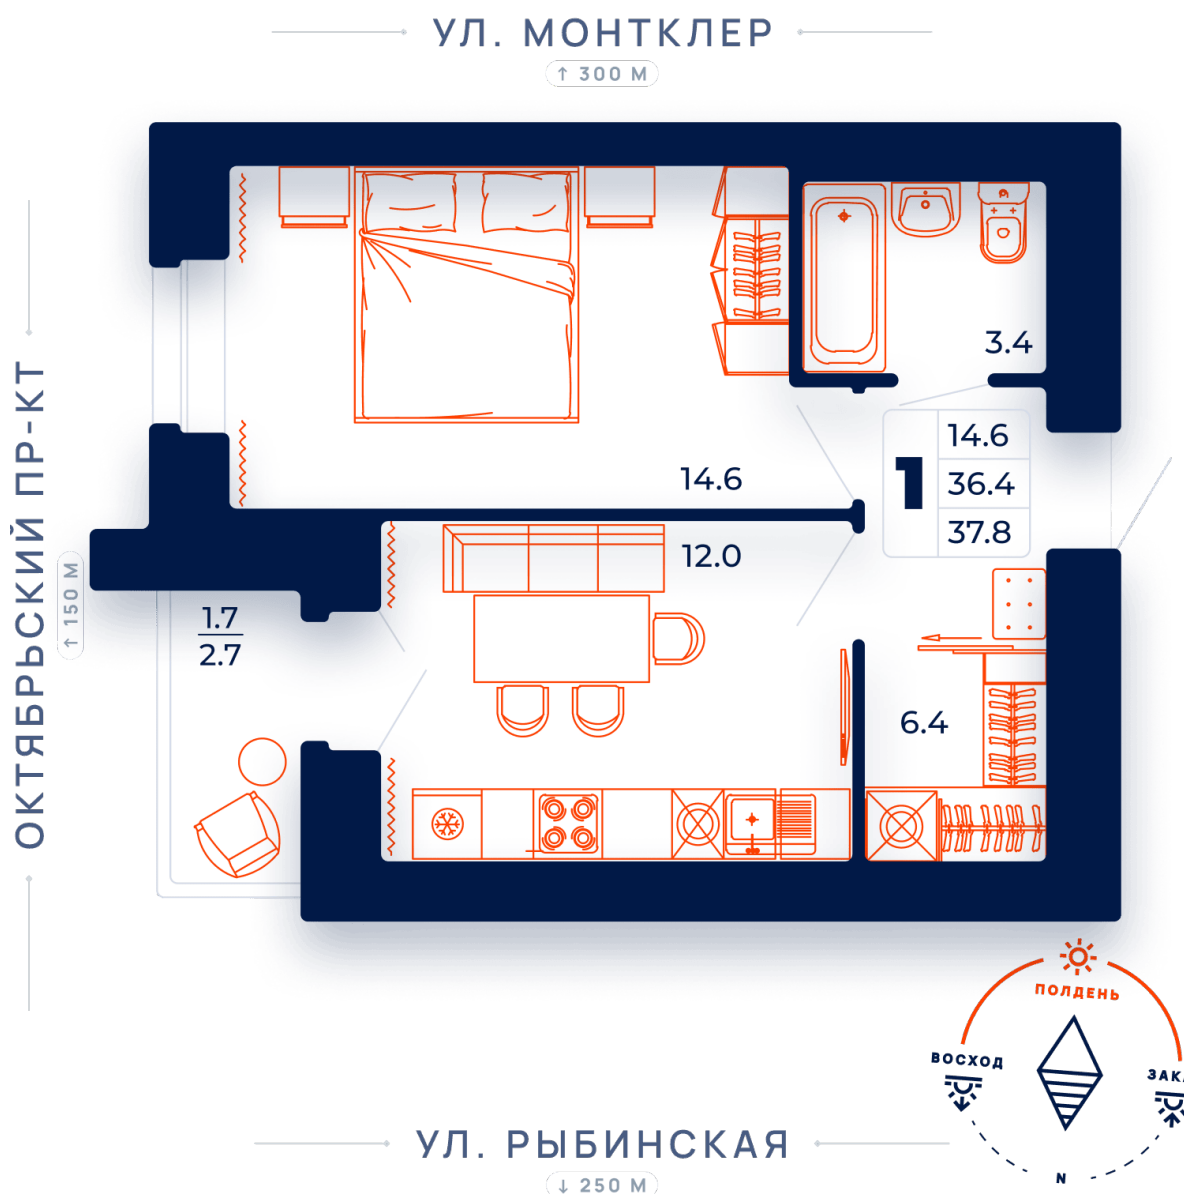 УЛ. МОНТКЛЕР
↑ 300 М
ОКТЯБРЬСКИЙ ПР-КТ
↑ 150 М
3.4
14.6
1
14.6
36.4
37.8
12.0
1.7
2.7
6.4
ПОЛДЕНЬ
ВОСХОД
ЗАКА
N
УЛ. РЫБИНСКАЯ
↓ 250 М